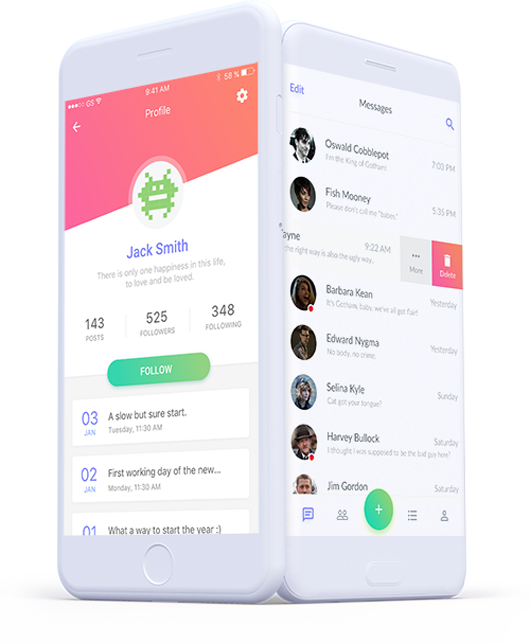 GS
9:41 AM
58 %
Profile
Jack Smith
There is only one happiness in this life,
to love and be loved.
143
POSTS
525
FOLLOWERS
348
FOLLOWING
FOLLOW
03
JAN
A slow but sure start.
Tuesday, 11:30 AM
02
JAN
First working day of the new...
Monday, 11:30 AM
01
What a way to start the year :)
Edit
Messages
Oswald Cobblepot
I'm the King of Gotham!
7:03 PM
Fish Mooney
Please don't call me "babes."
5:35 PM
ayne
9:22 AM
the right way is also the ugly way..
More
Delete
Barbara Kean
It's Gotham, baby, we've all got flair!
Yesterday
Edward Nygma
No body, no crime.
Yesterday
Selina Kyle
Cat got your tongue?
Sunday
Harvey Bullock
I thought I was supposed to be the bad guy here?
Saturday
Jim Gordon
Saturday